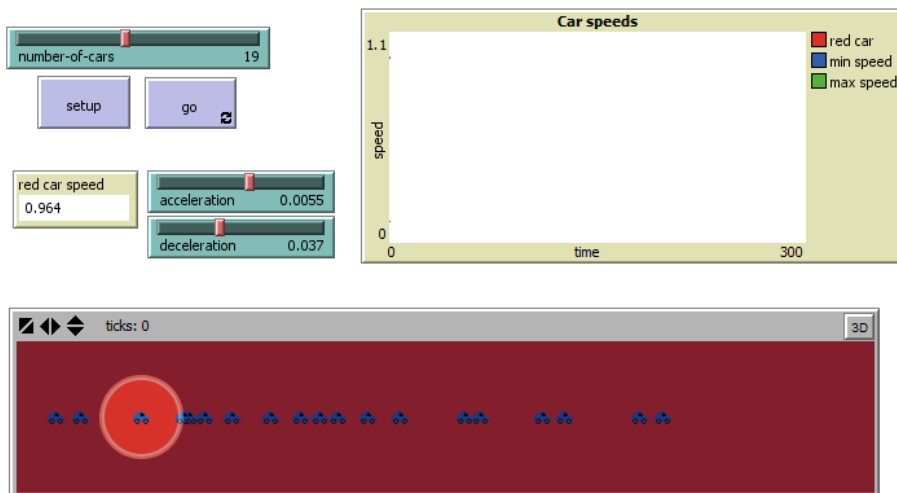 number-of-cars 19
setup
go
red car speed
0.964
acceleration 0.0055
deceleration 0.037
Car speeds
1.1
speed
0
0 time 300
red car
min speed
max speed
ticks: 0
3D